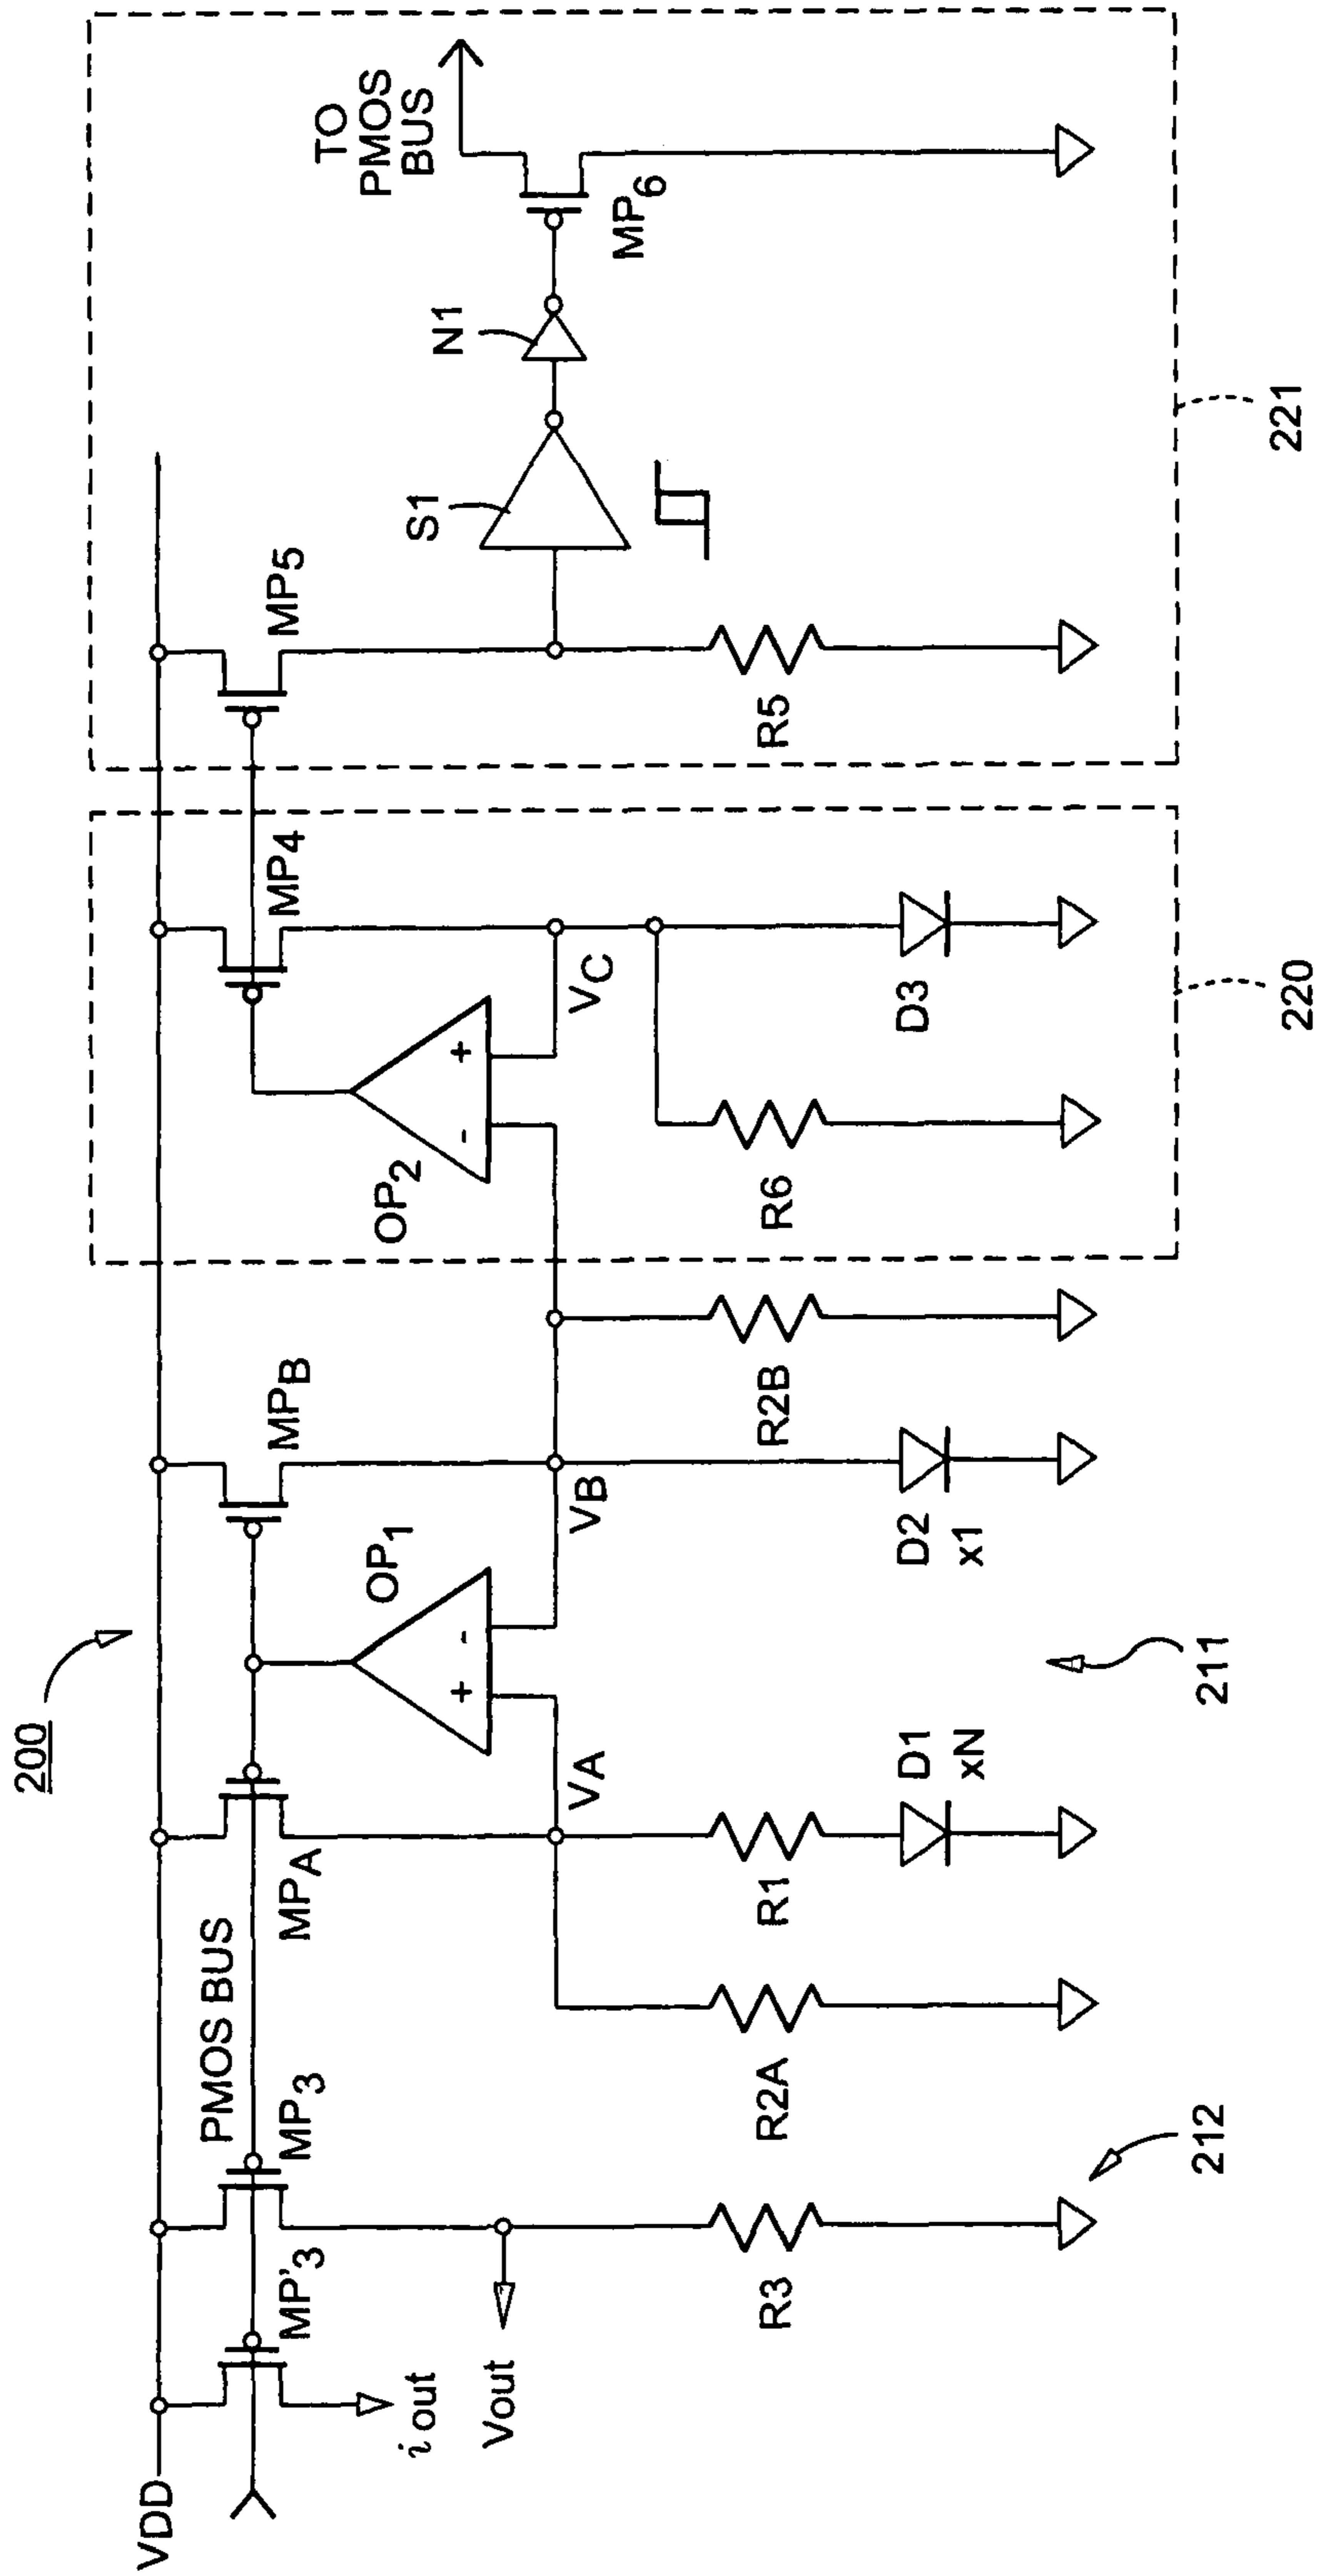 200
VDD
PMOS BUS
MP'3
MP3
MPA
OP1
MPB
OP2
MP4
MP5
S1
N1
MP6
TO
PMOS
BUS
iout
Vout
VA
VB
VC
+
-
-
+
R3
R2A
R1
D1
xN
D2
x1
R2B
R6
D3
R5
212
211
220
221